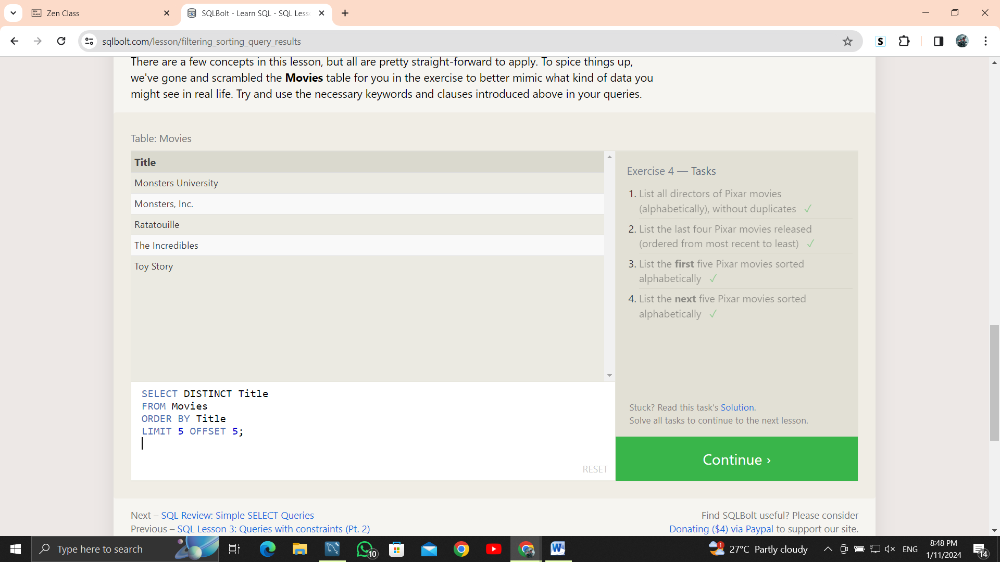 Zen Class
SQLBolt - Learn SQL - SQL Less
sqlbolt.com/lesson/filtering_sorting_query_results
There are a few concepts in this lesson, but all are pretty straight-forward to apply. To spice things up,
we've gone and scrambled the Movies table for you in the exercise to better mimic what kind of data you
might see in real life. Try and use the necessary keywords and clauses introduced above in your queries.
Table: Movies
Title
Monsters University
Monsters, Inc.
Ratatouille
The Incredibles
Toy Story
SELECT DISTINCT Title
FROM Movies
ORDER BY Title
LIMIT 5 OFFSET 5;
RESET
Exercise 4 — Tasks
1. List all directors of Pixar movies
(alphabetically), without duplicates ✓
2. List the last four Pixar movies released
(ordered from most recent to least) ✓
3. List the first five Pixar movies sorted
alphabetically ✓
4. List the next five Pixar movies sorted
alphabetically ✓
Stuck? Read this task's Solution.
Solve all tasks to continue to the next lesson.
Continue ›
Next – SQL Review: Simple SELECT Queries
Previous – SQL Lesson 3: Queries with constraints (Pt. 2)
Find SQLBolt useful? Please consider
Donating ($4) via Paypal to support our site.
Type here to search
10
1
27°C Partly cloudy
ENG
8:48 PM
1/11/2024
14